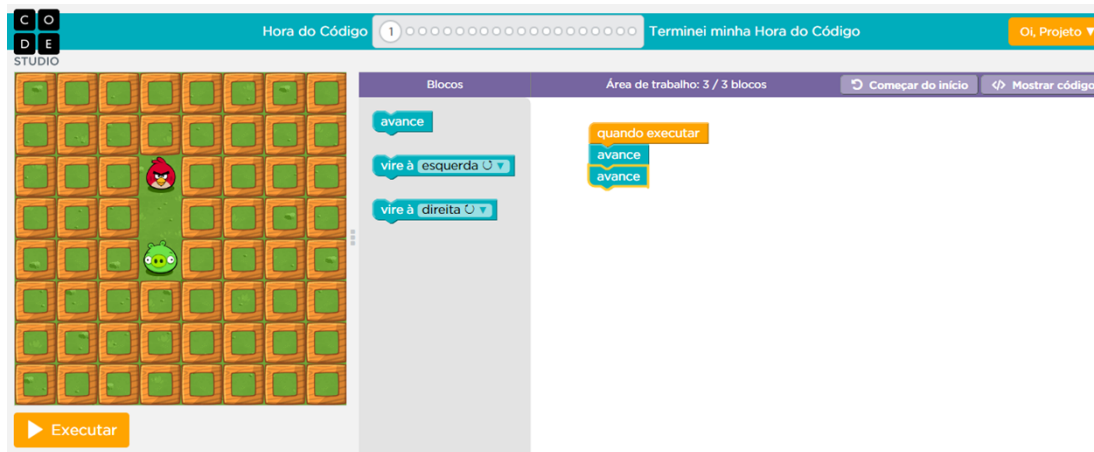 C O
D E
STUDIO
Hora do Código
1
Terminei minha Hora do Código
Oi, Projeto
Blocos
Área de trabalho: 3 / 3 blocos
Começar do início
</> Mostrar código
avance
vire à esquerda
vire à direita
quando executar
avance
avance
Executar